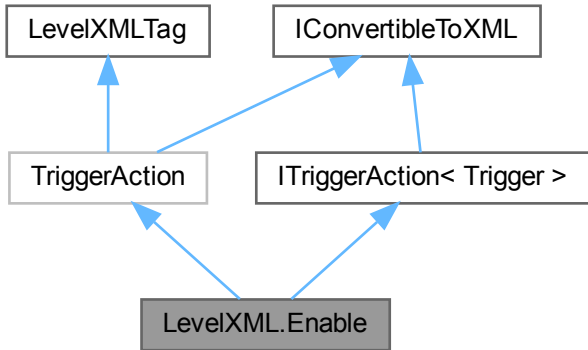 LevelXMLTag
IConvertibleToXML
TriggerAction
ITriggerAction< Trigger >
LevelXML.Enable